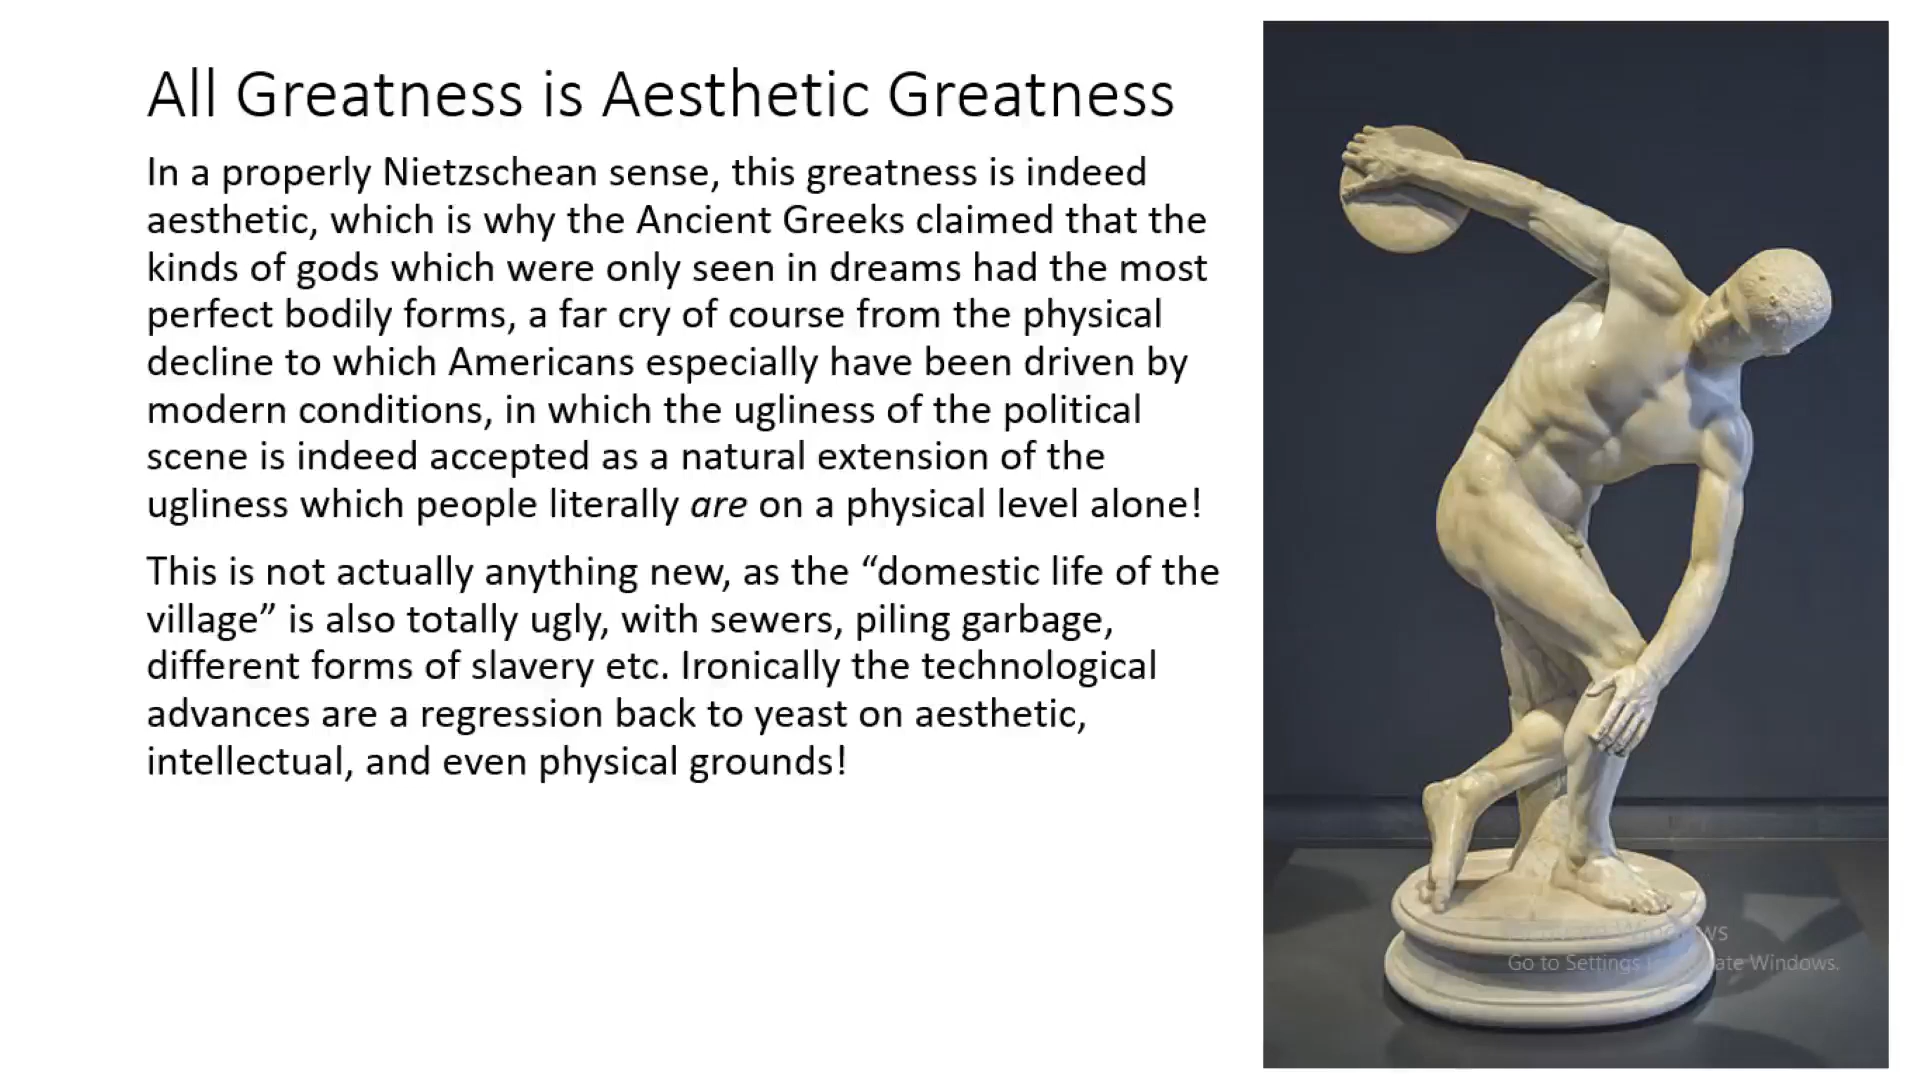 All Greatness is Aesthetic Greatness
In a properly Nietzschean sense, this greatness is indeed
aesthetic, which is why the Ancient Greeks claimed that the
kinds of gods which were only seen in dreams had the most
perfect bodily forms, a far cry of course from the physical
decline to which Americans especially have been driven by
modern conditions, in which the ugliness of the political
scene is indeed accepted as a natural extension of the
ugliness which people literally are on a physical level alone!
This is not actually anything new, as the “domestic life of the
village” is also totally ugly, with sewers, piling garbage,
different forms of slavery etc. Ironically the technological
advances are a regression back to yeast on aesthetic,
intellectual, and even physical grounds!
Go to Settings Windows.